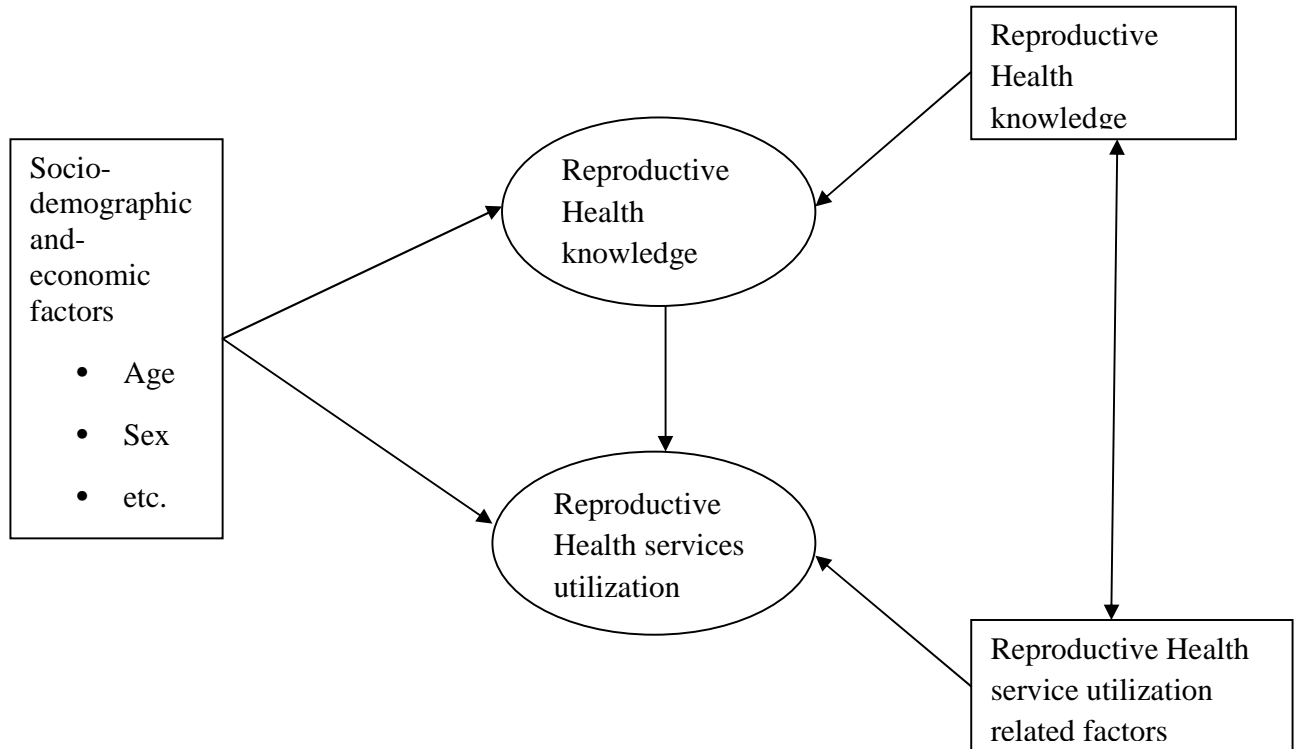 Socio-
demographic
and-
economic
factors
• Age
• Sex
• etc.
Reproductive
Health
knowledge
Reproductive
Health services
utilization
Reproductive
Health
knowledge
Reproductive Health
service utilization
related factors